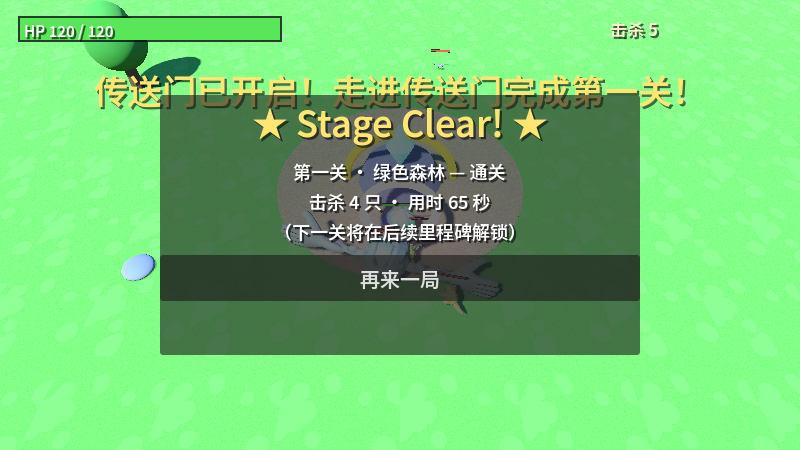 HP 120 / 120
击杀 5
传送门已开启！走进传送门完成第一关！
★ Stage Clear! ★
第一关 · 绿色森林 — 通关
击杀 4 只 · 用时 65 秒
（下一关将在后续里程碑解锁）
再来一局